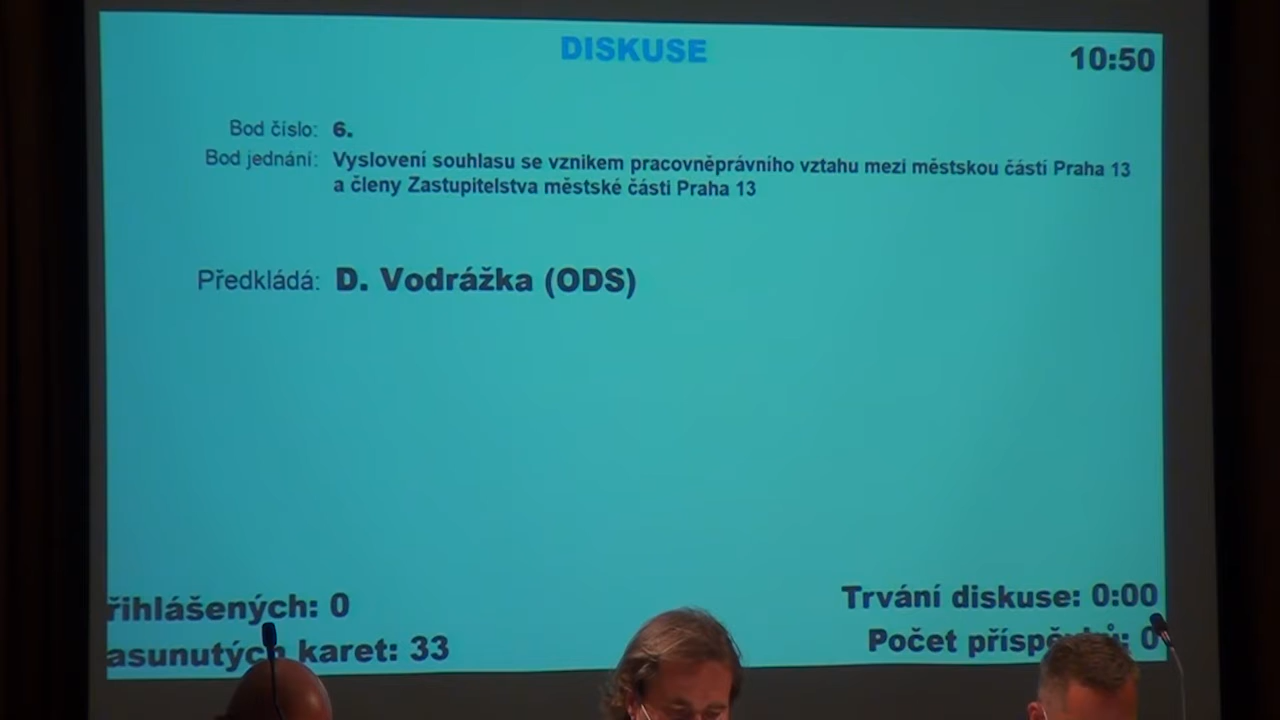 DISKUSE
10:50
Bod číslo: 6.
Bod jednání: Vyslovení souhlasu se vznikem pracovněprávního vztahu mezi městskou částí Praha 13
a členy Zastupitelstva městské části Praha 13
Předkládá: D. Vodrážka (ODS)
řihlášených: 0
Trvání diskuse: 0:00
asunutých karet: 33
Počet příspěvků: 0